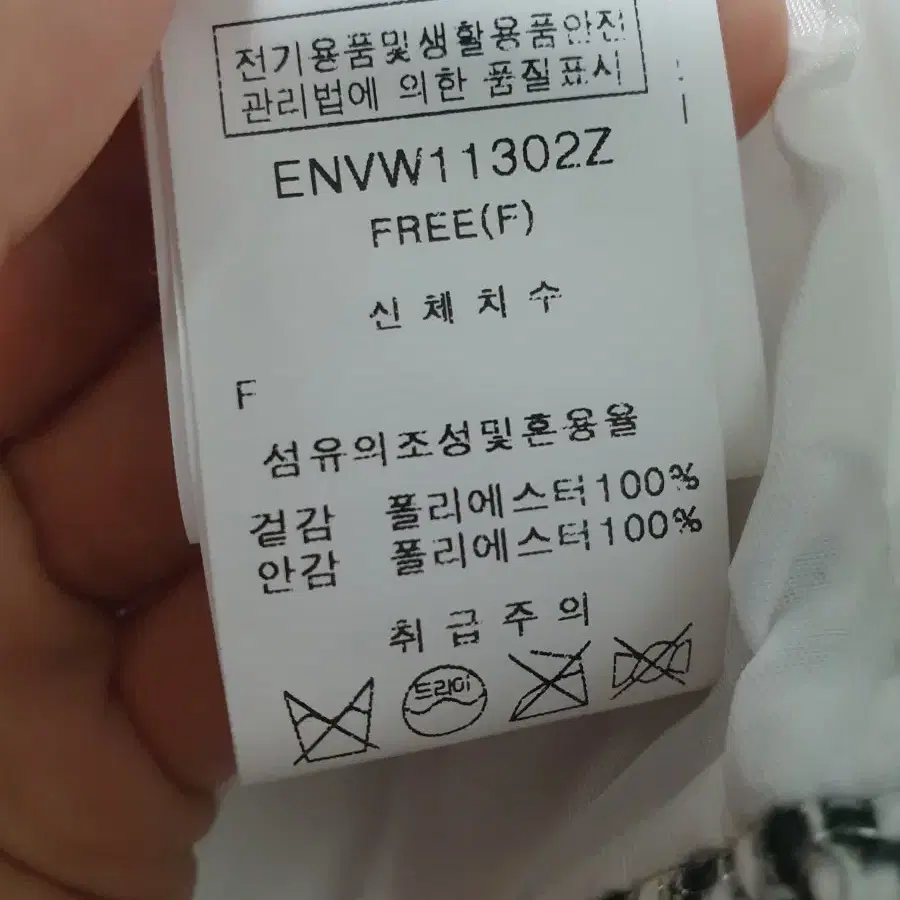 전기용품및생활용품안전
관리법에 의한 품질표시
ENVW11302Z
FREE(F)
신체치수
F
섬유의조성및혼용율
겉감 폴리에스터100%
안감 폴리에스터100%
취급주의
드라이